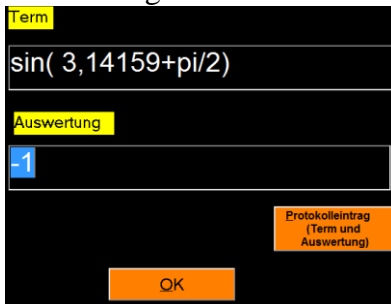 Term
sin( 3,14159+pi/2)
Auswertung
-1
Protokolleintrag
(Term und
Auswertung)
OK